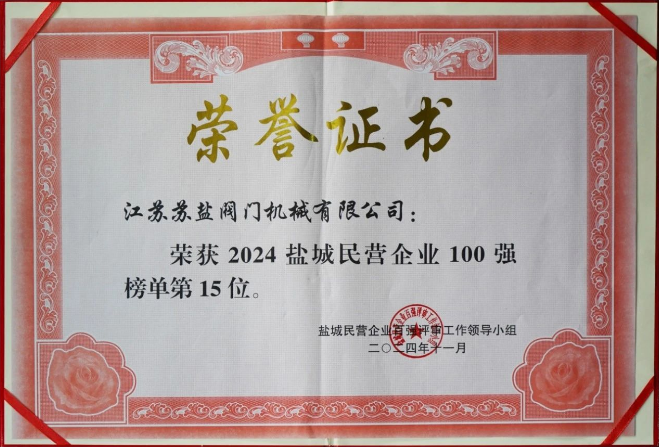 荣誉证书
江苏苏盐阀门机械有限公司：
荣获 2024 盐城民营企业 100 强
榜单第 15 位。
盐城民营企业百强评审工作领导小组
二〇二四年十一月